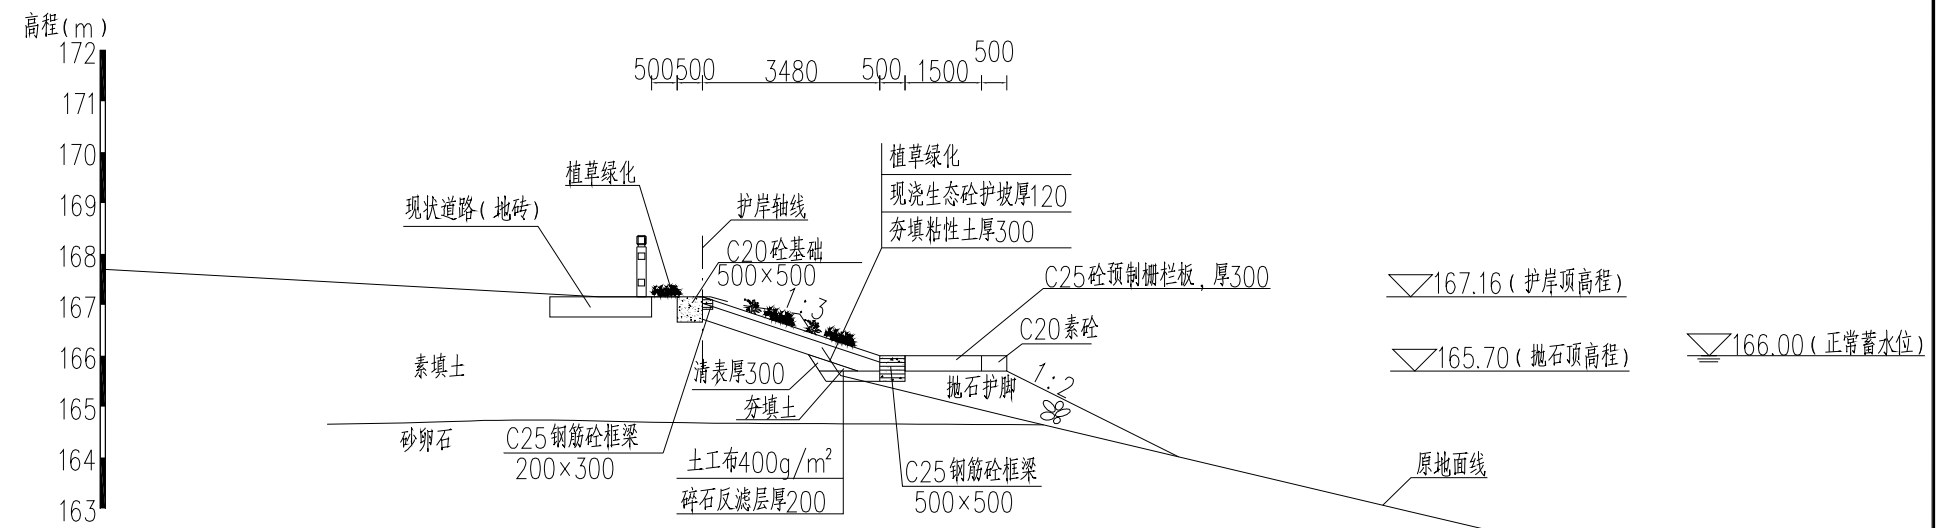 高程(m)
172
171
170
169
168
167
166
165
164
163
500
500
3480
500
1500
500
植草绿化
现状道路(地砖)
护岸轴线
C20砼基础
500×500
植草绿化
现浇生态砼护坡厚120
夯填粘性土厚300
1:3
C25砼预制栅栏板,厚300
C20素砼
167.16(护岸顶高程)
166.00(正常蓄水位)
165.70(抛石顶高程)
素填土
清表厚300
夯填土
抛石护脚
1:2
砂卵石
C25钢筋砼框梁
200×300
土工布400g/m²
碎石反滤层厚200
C25钢筋砼框梁
500×500
原地面线